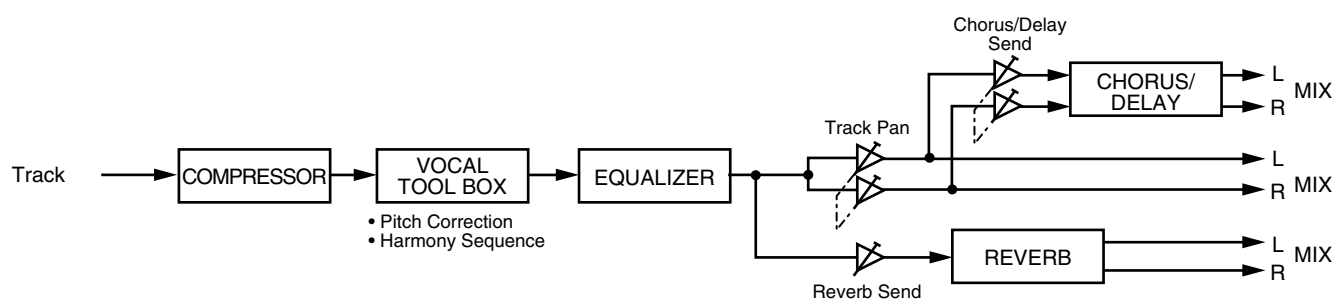 Chorus/Delay
Send
CHORUS/
DELAY
L
R
MIX
Track Pan
Track
COMPRESSOR
VOCAL
TOOL BOX
EQUALIZER
L
R
MIX
• Pitch Correction
• Harmony Sequence
REVERB
L
R
MIX
Reverb Send